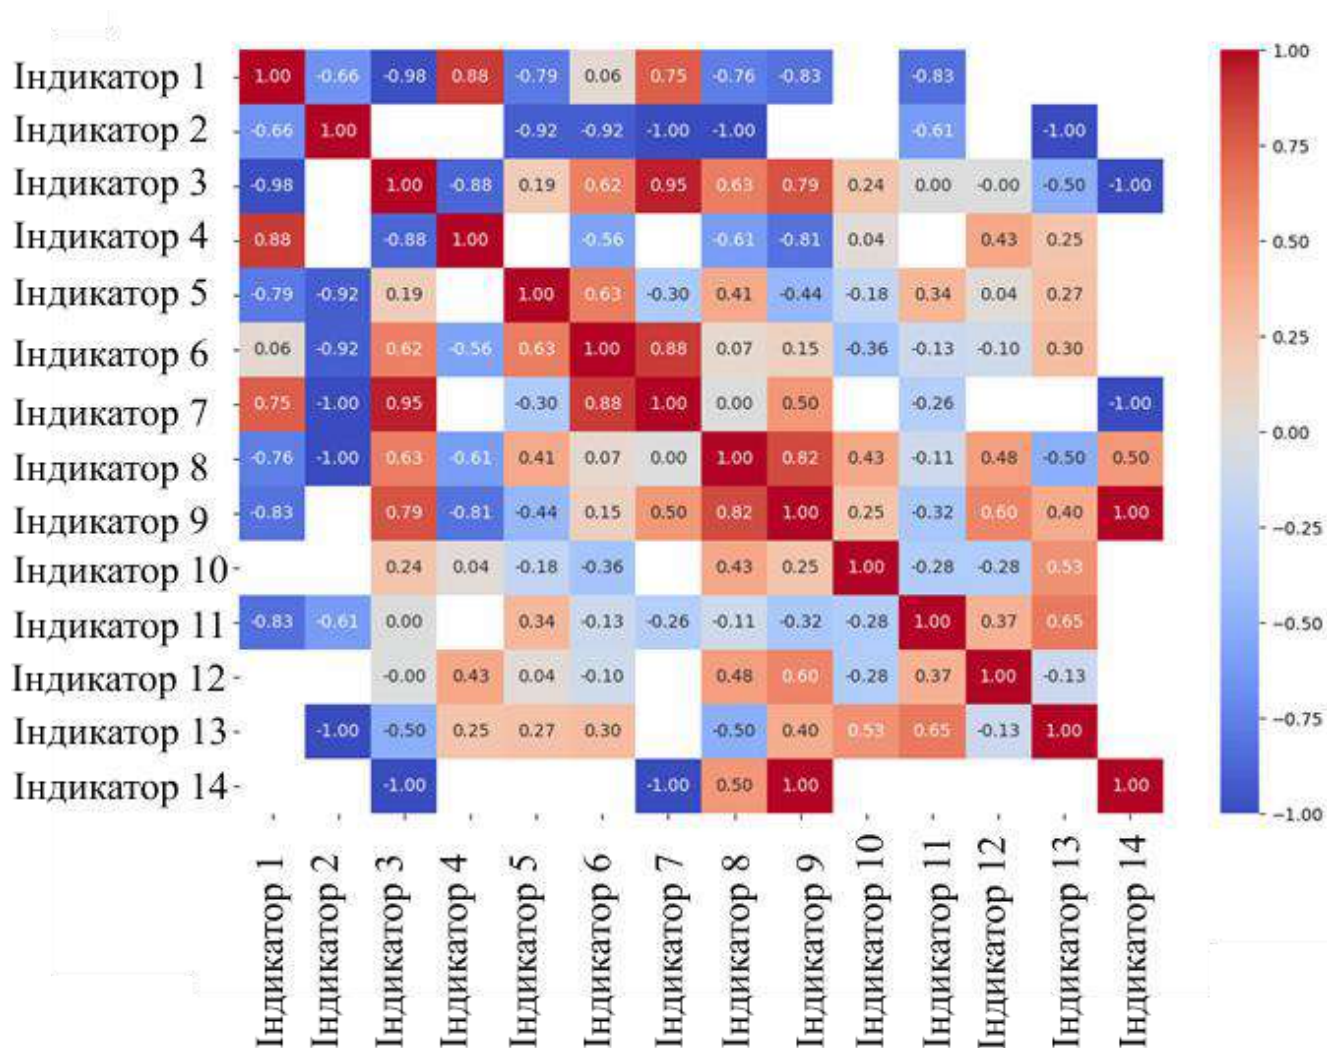 Індикатор 1 1.00 -0.66 -0.98 0.88 -0.79 0.06 0.75 -0.76 -0.83 -0.83
Індикатор 2 -0.66 1.00 -0.92 -0.92 -1.00 -1.00 -0.61 -1.00
Індикатор 3 -0.98 1.00 -0.88 0.19 0.62 0.95 0.63 0.79 0.24 0.00 -0.00 -0.50 -1.00
Індикатор 4 0.88 -0.88 1.00 -0.56 -0.61 -0.81 0.04 0.43 0.25
Індикатор 5 -0.79 -0.92 0.19 1.00 0.63 -0.30 0.41 -0.44 -0.18 0.34 0.04 0.27
Індикатор 6 0.06 -0.92 0.62 -0.56 0.63 1.00 0.88 0.07 0.15 -0.36 -0.13 -0.10 0.30
Індикатор 7 0.75 -1.00 0.95 -0.30 0.88 1.00 0.00 0.50 -0.26 -1.00
Індикатор 8 -0.76 -1.00 0.63 -0.61 0.41 0.07 0.00 1.00 0.82 0.43 -0.11 0.48 -0.50 0.50
Індикатор 9 -0.83 0.79 -0.81 -0.44 0.15 0.50 0.82 1.00 0.25 -0.32 0.60 0.40 1.00
Індикатор 10 0.24 0.04 -0.18 -0.36 0.43 0.25 1.00 -0.28 -0.28 0.53
Індикатор 11 -0.83 -0.61 0.00 0.34 -0.13 -0.26 -0.11 -0.32 -0.28 1.00 0.37 0.65
Індикатор 12 -0.00 0.43 0.04 -0.10 0.48 0.60 -0.28 0.37 1.00 -0.13
Індикатор 13 -1.00 -0.50 0.25 0.27 0.30 -0.50 0.40 0.53 0.65 -0.13 1.00
Індикатор 14 -1.00 -1.00 0.50 1.00 1.00
Індикатор 1
Індикатор 2
Індикатор 3
Індикатор 4
Індикатор 5
Індикатор 6
Індикатор 7
Індикатор 8
Індикатор 9
Індикатор 10
Індикатор 11
Індикатор 12
Індикатор 13
Індикатор 14
1.00
0.75
0.50
0.25
0.00
−0.25
−0.50
−0.75
−1.00